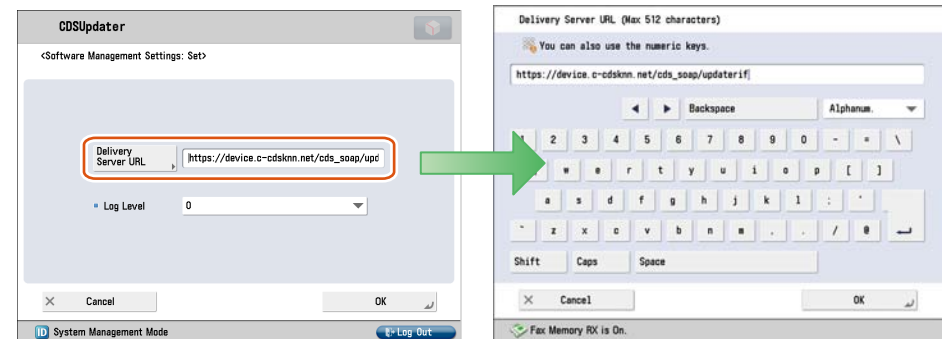 CDSUpdater
<Software Management Settings: Set>
Delivery
Server URL
https://device.c-cdsknn.net/cds_soap/upd
Log Level
0
Cancel
OK
ID System Management Mode
Log Out
Delivery Server URL (Max 512 characters)
You can also use the numeric keys.
https://device.c-cdsknn.net/cds_soap/updaterif
Backspace
Alphanum.
2 3 4 5 6 7 8 9 0 - = \
w e r t y u i o p [ ]
a s d f g h j k l ; '
` z x c v b n m , . / @
Shift Caps Space
Cancel
OK
Fax Memory RX is On.